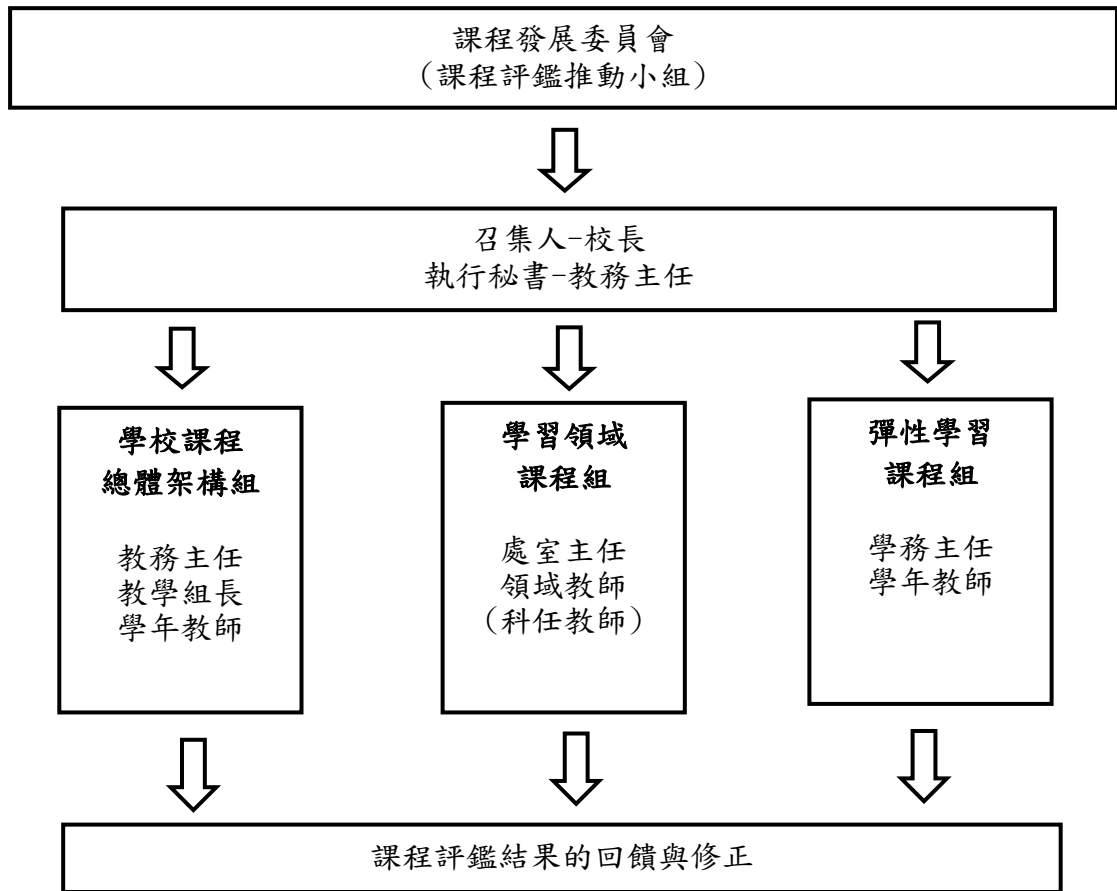 課程發展委員會
(課程評鑑推動小組)
召集人-校長
執行秘書-教務主任
學校課程
總體架構組
教務主任
教學組長
學年教師
學習領域
課程組
處室主任
領域教師
(科任教師)
彈性學習
課程組
學務主任
學年教師
課程評鑑結果的回饋與修正